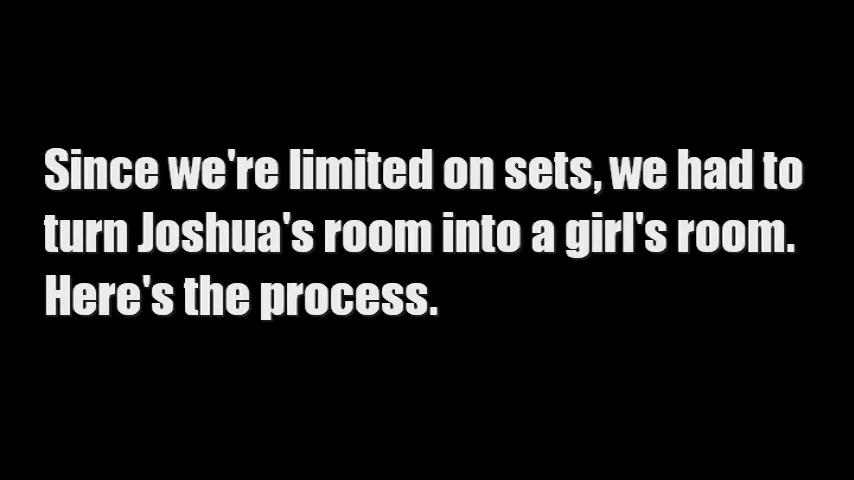 Since we're limited on sets, we had to
turn Joshua's room into a girl's room.
Here's the process.